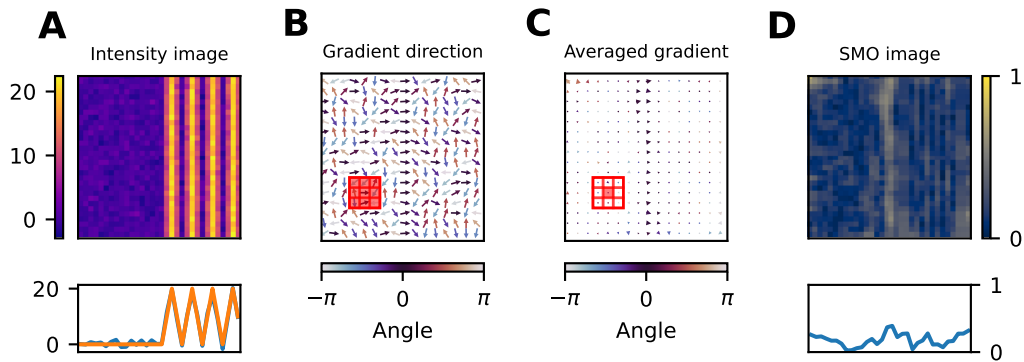 A
Intensity image
20
10
0
20
0
B
Gradient direction
−π 0 π
Angle
C
Averaged gradient
−π 0 π
Angle
D
SMO image
1
0
1
0